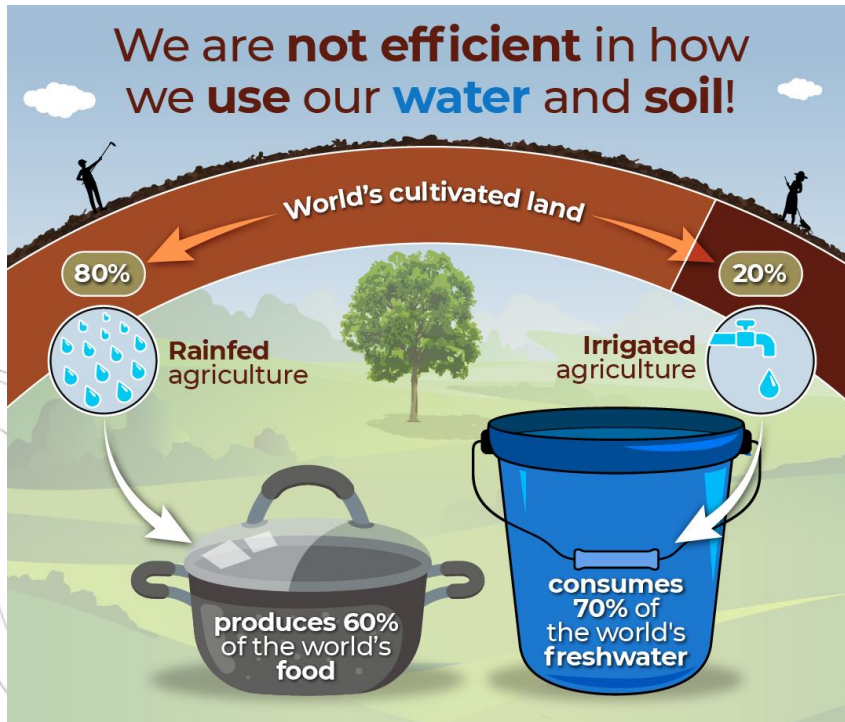 We are not efficient in how
we use our water and soil!
World's cultivated land
80%
20%
Rainfed
agriculture
Irrigated
agriculture
produces 60%
of the world's
food
consumes
70% of
the world's
freshwater